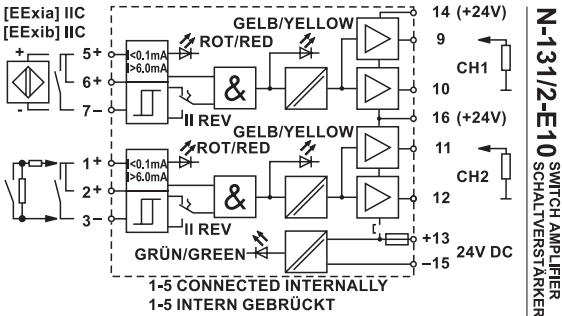 [EExia] IIC
[EExib] IIC
GELB/YELLOW
14 (+24V)
+
5+
I<0.1mA
I>6.0mA
ROT/RED
9
6+
&
CH1
-
7-
II REV
10
GELB/YELLOW
16 (+24V)
1+
I<0.1mA
I>6.0mA
ROT/RED
11
2+
&
CH2
12
3-
II REV
GRÜN/GREEN
+13
24V DC
-15
1-5 CONNECTED INTERNALLY
1-5 INTERN GEBRÜCKT
N-131/2-E10
SWITCH AMPLIFIER
SCHALTVERSTÄRKER